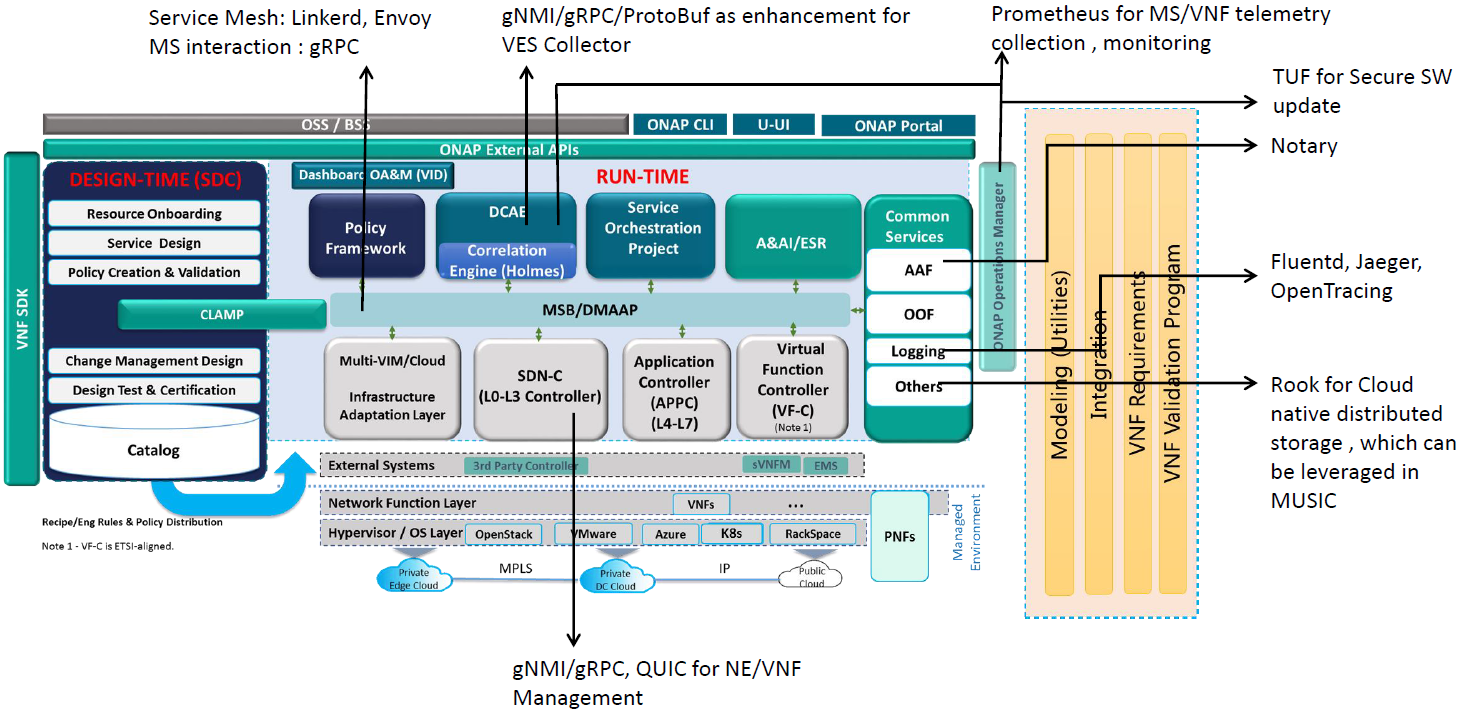 Service Mesh: Linkerd, Envoy
MS interaction : gRPC
gNMI/gRPC/ProtoBuf as enhancement for
VES Collector
Prometheus for MS/VNF telemetry
collection , monitoring
TUF for Secure SW
update
Notary
Fluentd, Jaeger,
OpenTracing
Rook for Cloud
native distributed
storage , which can
be leveraged in
MUSIC
OSS / BSS
ONAP CLI
U-UI
ONAP Portal
ONAP External APIs
VNF SDK
DESIGN-TIME (SDC)
Resource Onboarding
Service Design
Policy Creation & Validation
CLAMP
Change Management Design
Design Test & Certification
Catalog
Recipe/Eng Rules & Policy Distribution
Note 1 - VF-C is ETSI-aligned.
Dashboard OA&M (VID)
RUN-TIME
Policy
Framework
DCAE
Correlation
Engine (Holmes)
Service
Orchestration
Project
A&AI/ESR
Common
Services
AAF
OOF
Logging
Others
MSB/DMAAP
Multi-VIM/Cloud
Infrastructure
Adaptation Layer
SDN-C
(L0-L3 Controller)
Application
Controller
(APPC)
(L4-L7)
Virtual
Function
Controller
(VF-C)
(Note 1)
ONAP Operations Manager
Modeling (Utilities)
Integration
VNF Requirements
VNF Validation Program
External Systems
3rd Party Controller
sVNFM
EMS
Network Function Layer
VNFs
...
Hypervisor / OS Layer
OpenStack
VMware
Azure
K8s
RackSpace
PNFs
Managed
Environment
Private
Edge Cloud
MPLS
Private
DC Cloud
IP
Public
Cloud
gNMI/gRPC, QUIC for NE/VNF
Management